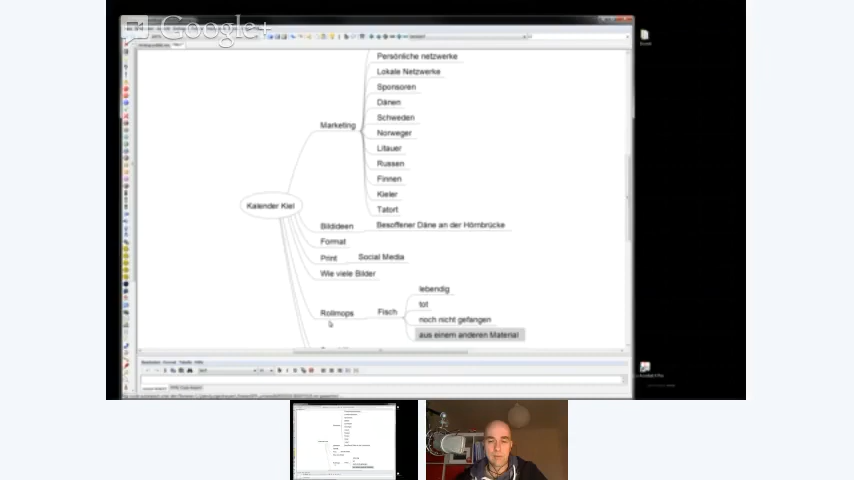 Google+
Persönliche netzwerke
Lokale Netzwerke
Sponsoren
Dänen
Schweden
Marketing
Norweger
Litauer
Russen
Finnen
Kieler
Kalender Kiel
Tatort
Bildideen
Besoffener Däne an der Hörnbrücke
Format
Print
Social Media
Wie viele Bilder
lebendig
tot
Rollmops
Fisch
noch nicht gefangen
aus einem anderen Material